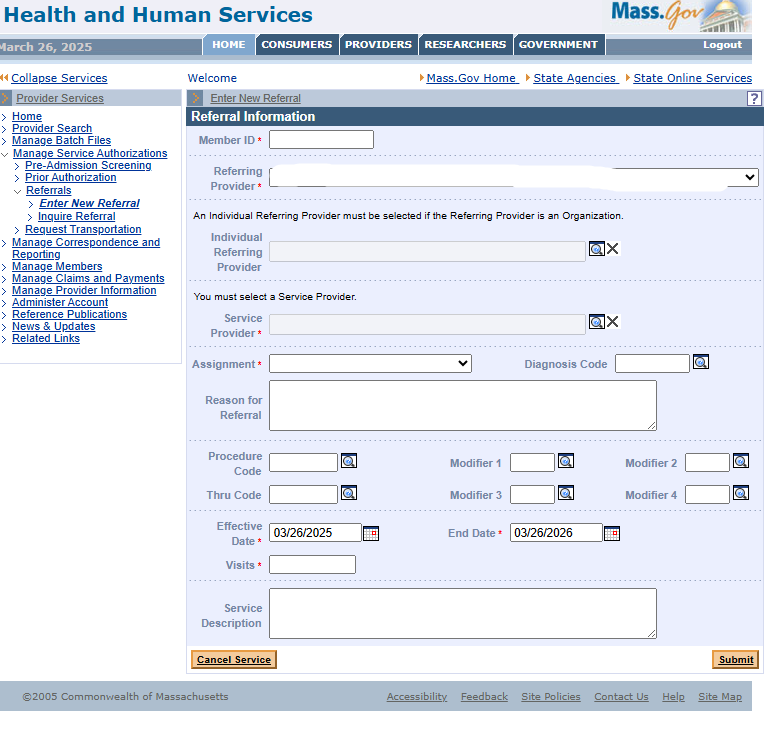 Health and Human Services
Mass.Gov
March 26, 2025
HOME CONSUMERS PROVIDERS RESEARCHERS GOVERNMENT Logout
Collapse Services Welcome Mass.Gov Home State Agencies State Online Services
Provider Services
Home
Provider Search
Manage Batch Files
Manage Service Authorizations
Pre-Admission Screening
Prior Authorization
Referrals
Enter New Referral
Inquire Referral
Request Transportation
Manage Correspondence and
Reporting
Manage Members
Manage Claims and Payments
Manage Provider Information
Administer Account
Reference Publications
News & Updates
Related Links
Enter New Referral ?
Referral Information
Member ID *
Referring
Provider *
An Individual Referring Provider must be selected if the Referring Provider is an Organization.
Individual
Referring
Provider
You must select a Service Provider.
Service
Provider *
Assignment * Diagnosis Code
Reason for
Referral
Procedure
Code Modifier 1 Modifier 2
Thru Code Modifier 3 Modifier 4
Effective
Date * 03/26/2025 End Date * 03/26/2026
Visits *
Service
Description
Cancel Service Submit
©2005 Commonwealth of Massachusetts Accessibility Feedback Site Policies Contact Us Help Site Map